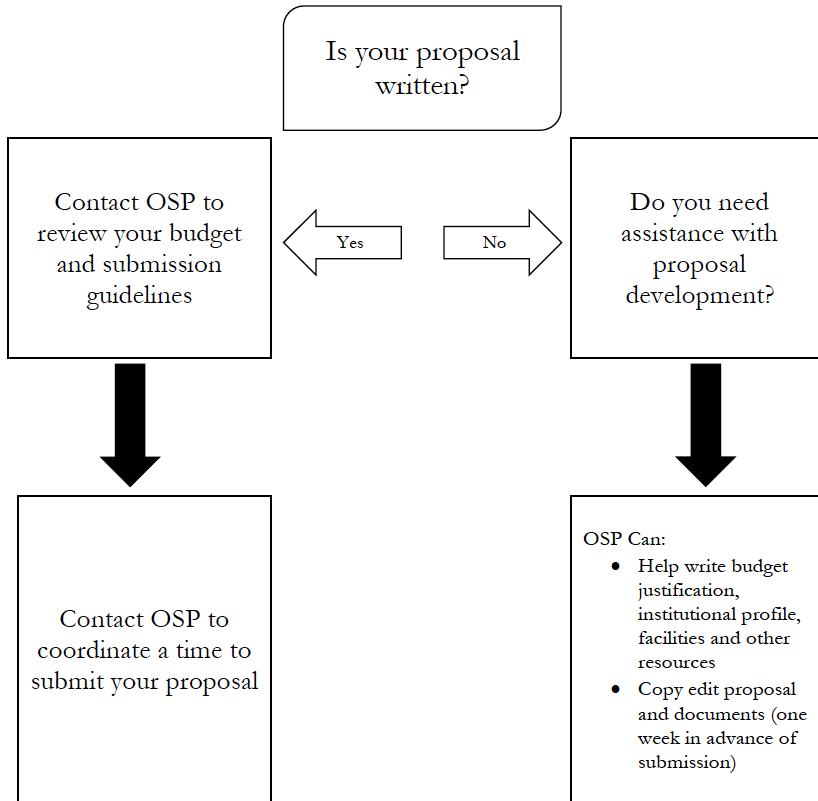 Is your proposal
written?
Contact OSP to
review your budget
and submission
guidelines
Yes
No
Do you need
assistance with
proposal
development?
Contact OSP to
coordinate a time to
submit your proposal
OSP Can:
● Help write budget
justification,
institutional profile,
facilities and other
resources
● Copy edit proposal
and documents (one
week in advance of
submission)